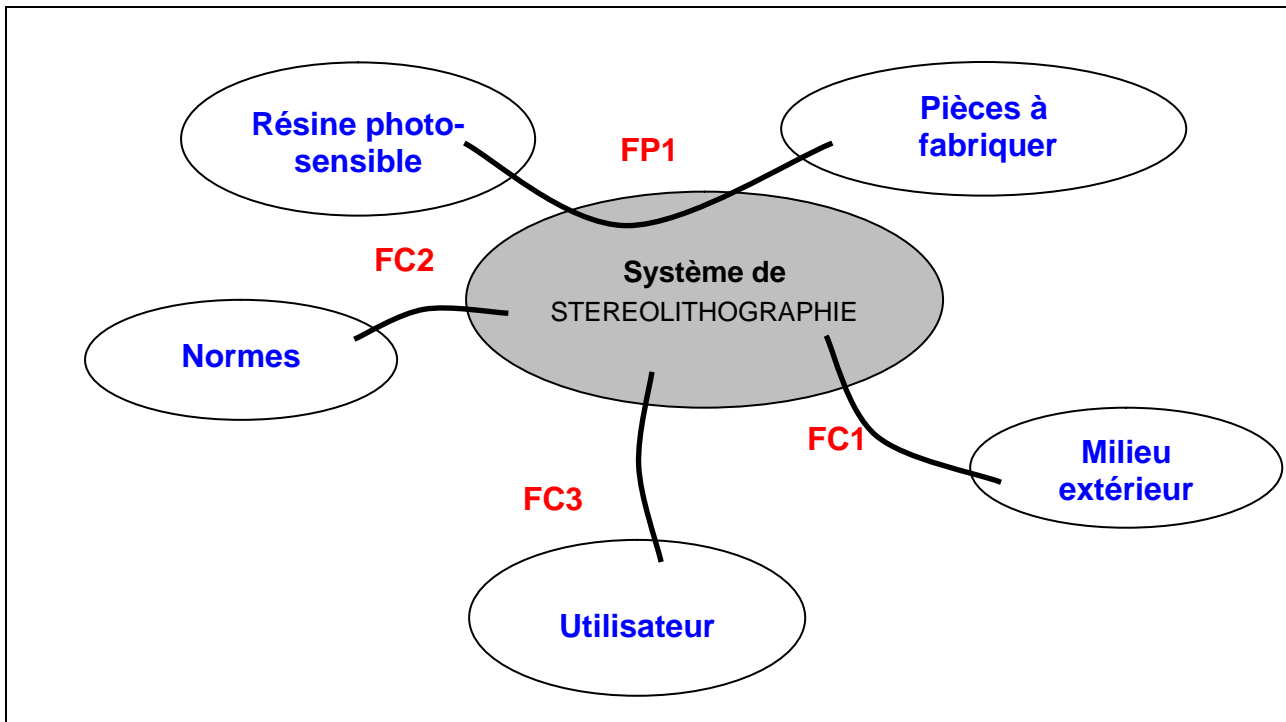 Résine photo-
sensible
FP1
Pièces à
fabriquer
FC2
Système de
STEREOLITHOGRAPHIE
Normes
FC1
Milieu
extérieur
FC3
Utilisateur